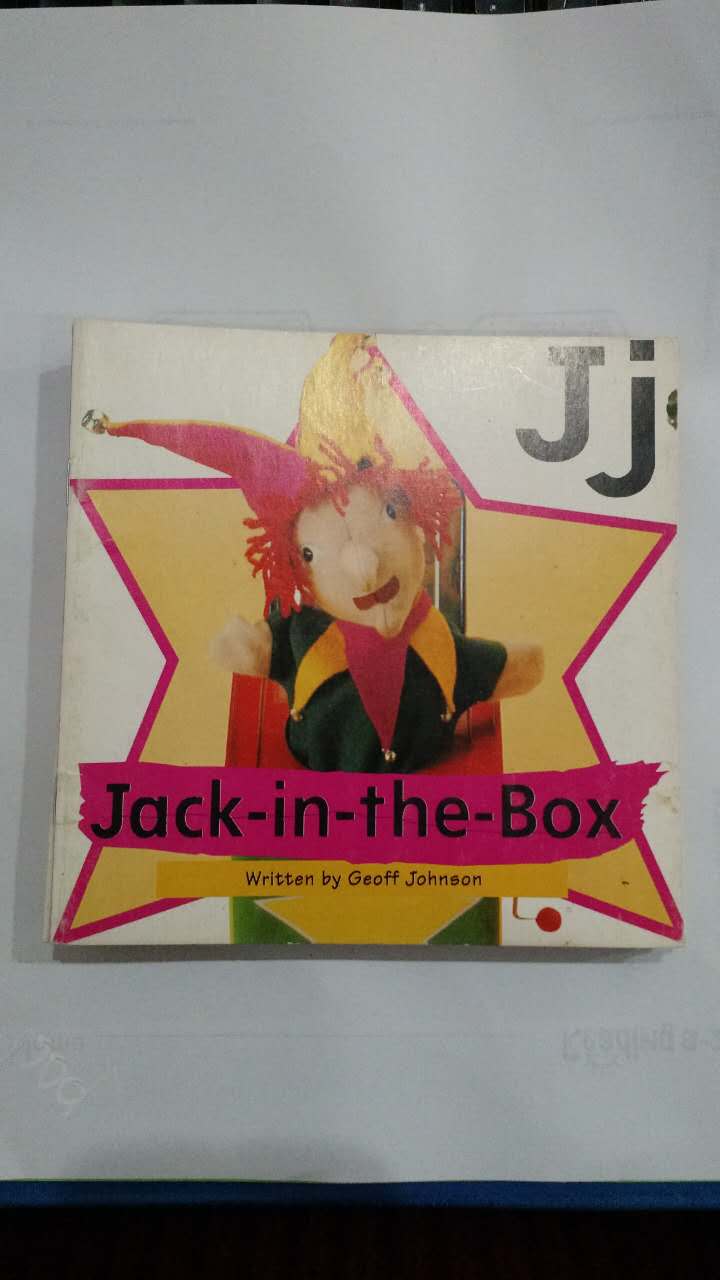 Jj
Jack-in-the-Box
Written by Geoff Johnson